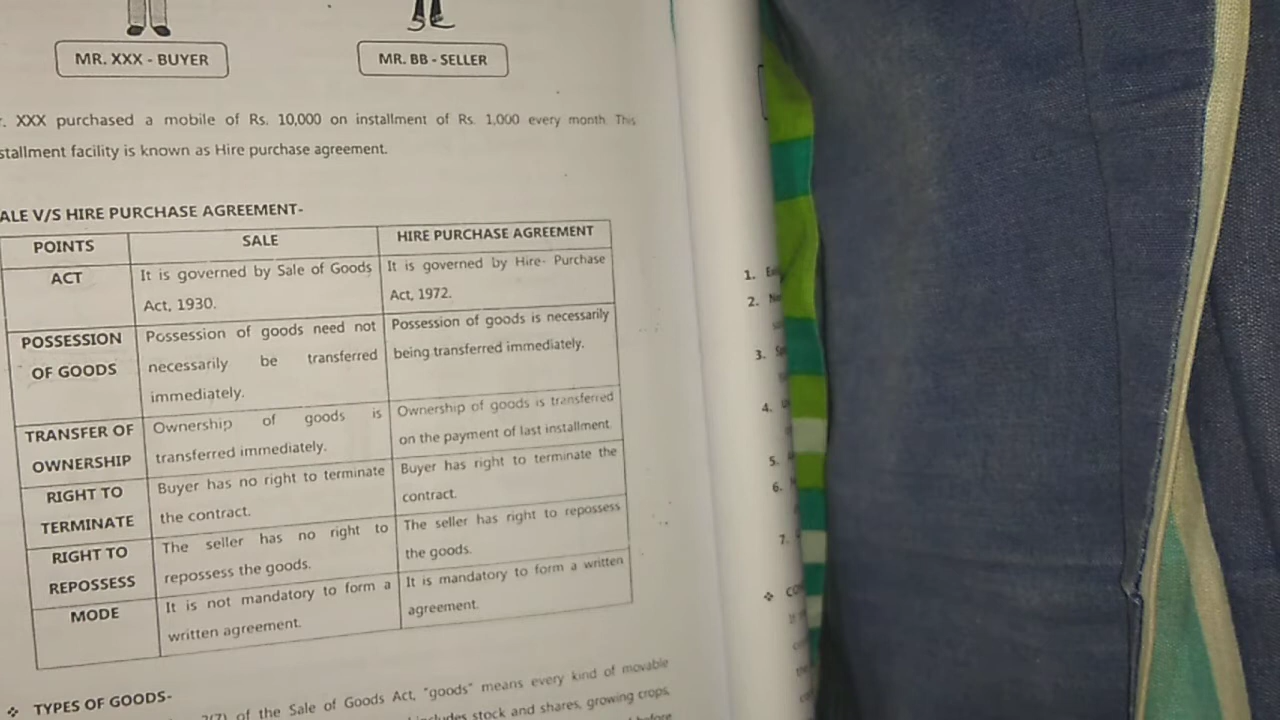 MR. XXX - BUYER
MR. BB - SELLER
XXX purchased a mobile of Rs. 10,000 on installment of Rs. 1,000 every month. This
stallment facility is known as Hire purchase agreement.
ALE V/S HIRE PURCHASE AGREEMENT-
POINTS
SALE
HIRE PURCHASE AGREEMENT
ACT
It is governed by Sale of Goods
Act, 1930.
It is governed by Hire- Purchase
Act, 1972.
POSSESSION
OF GOODS
Possession of goods need not
necessarily be transferred
immediately.
Possession of goods is necessarily
being transferred immediately.
TRANSFER OF
OWNERSHIP
Ownership of goods is
transferred immediately.
Ownership of goods is transferred
on the payment of last installment.
RIGHT TO
TERMINATE
Buyer has no right to terminate
the contract.
Buyer has right to terminate the
contract.
RIGHT TO
REPOSSESS
The seller has no right to
repossess the goods.
The seller has right to repossess
the goods.
MODE
It is not mandatory to form a
written agreement.
It is mandatory to form a written
agreement.
❖ TYPES OF GOODS-
of the Sale of Goods Act, "goods" means every kind of movable
stock and shares, growing crops,
1.
2.
3.
4.
5.
6.
7.